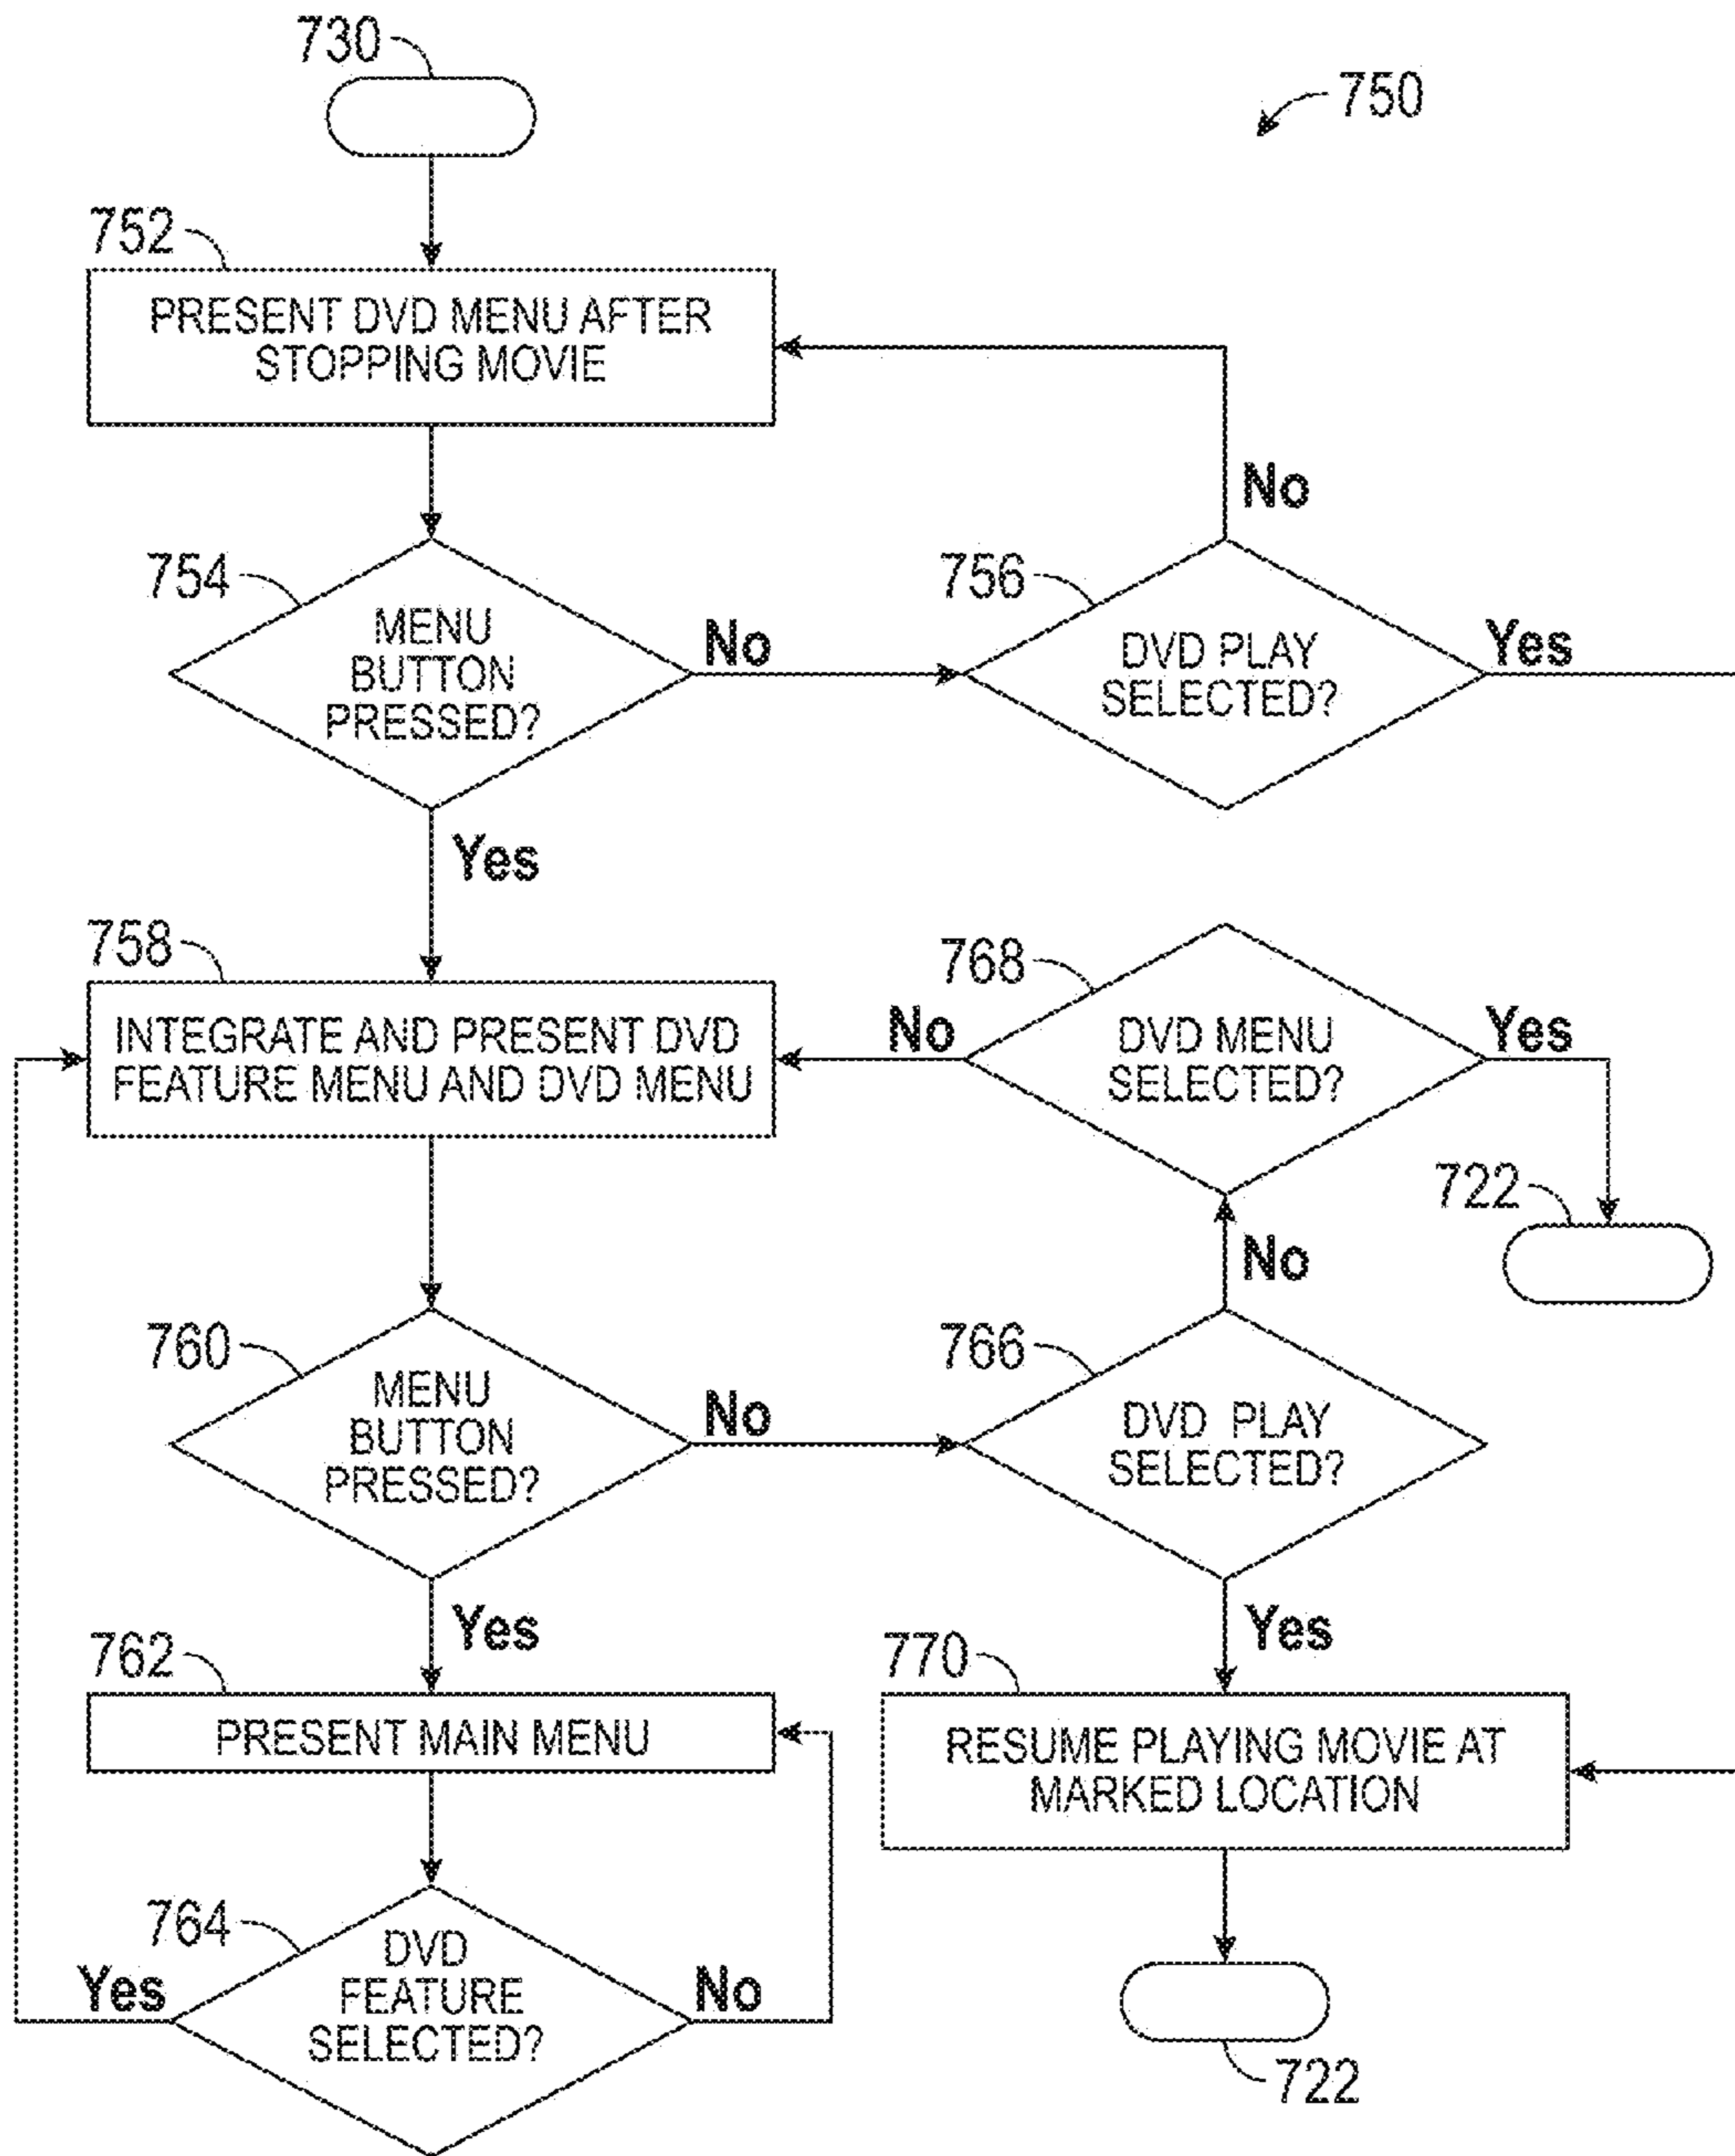 730
750
752
PRESENT DVD MENU AFTER
STOPPING MOVIE
No
754
MENU
BUTTON
PRESSED?
No
756
DVD PLAY
SELECTED?
Yes
Yes
758
INTEGRATE AND PRESENT DVD
FEATURE MENU AND DVD MENU
No
768
DVD MENU
SELECTED?
Yes
722
No
760
MENU
BUTTON
PRESSED?
No
766
DVD PLAY
SELECTED?
Yes
Yes
762
PRESENT MAIN MENU
770
RESUME PLAYING MOVIE AT
MARKED LOCATION
764
DVD
FEATURE
SELECTED?
Yes
No
722